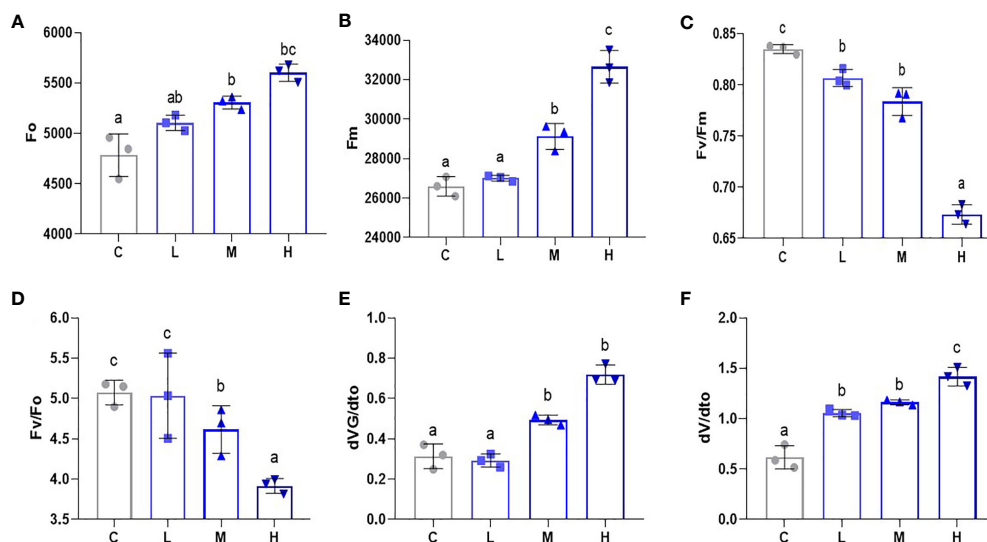 A
Fo
6000
5500
5000
4500
4000
a
ab
b
bc
C L M H
B
Fm
34000
32000
30000
28000
26000
24000
a
a
b
c
C L M H
C
Fv/Fm
0.85
0.80
0.75
0.70
0.65
c
b
b
a
C L M H
D
Fv/Fo
6.0
5.5
5.0
4.5
4.0
3.5
c
c
b
a
C L M H
E
dVG/dto
1.0
0.8
0.6
0.4
0.2
0.0
a
a
b
b
C L M H
F
dV/dto
2.0
1.5
1.0
0.5
0.0
a
b
b
c
C L M H